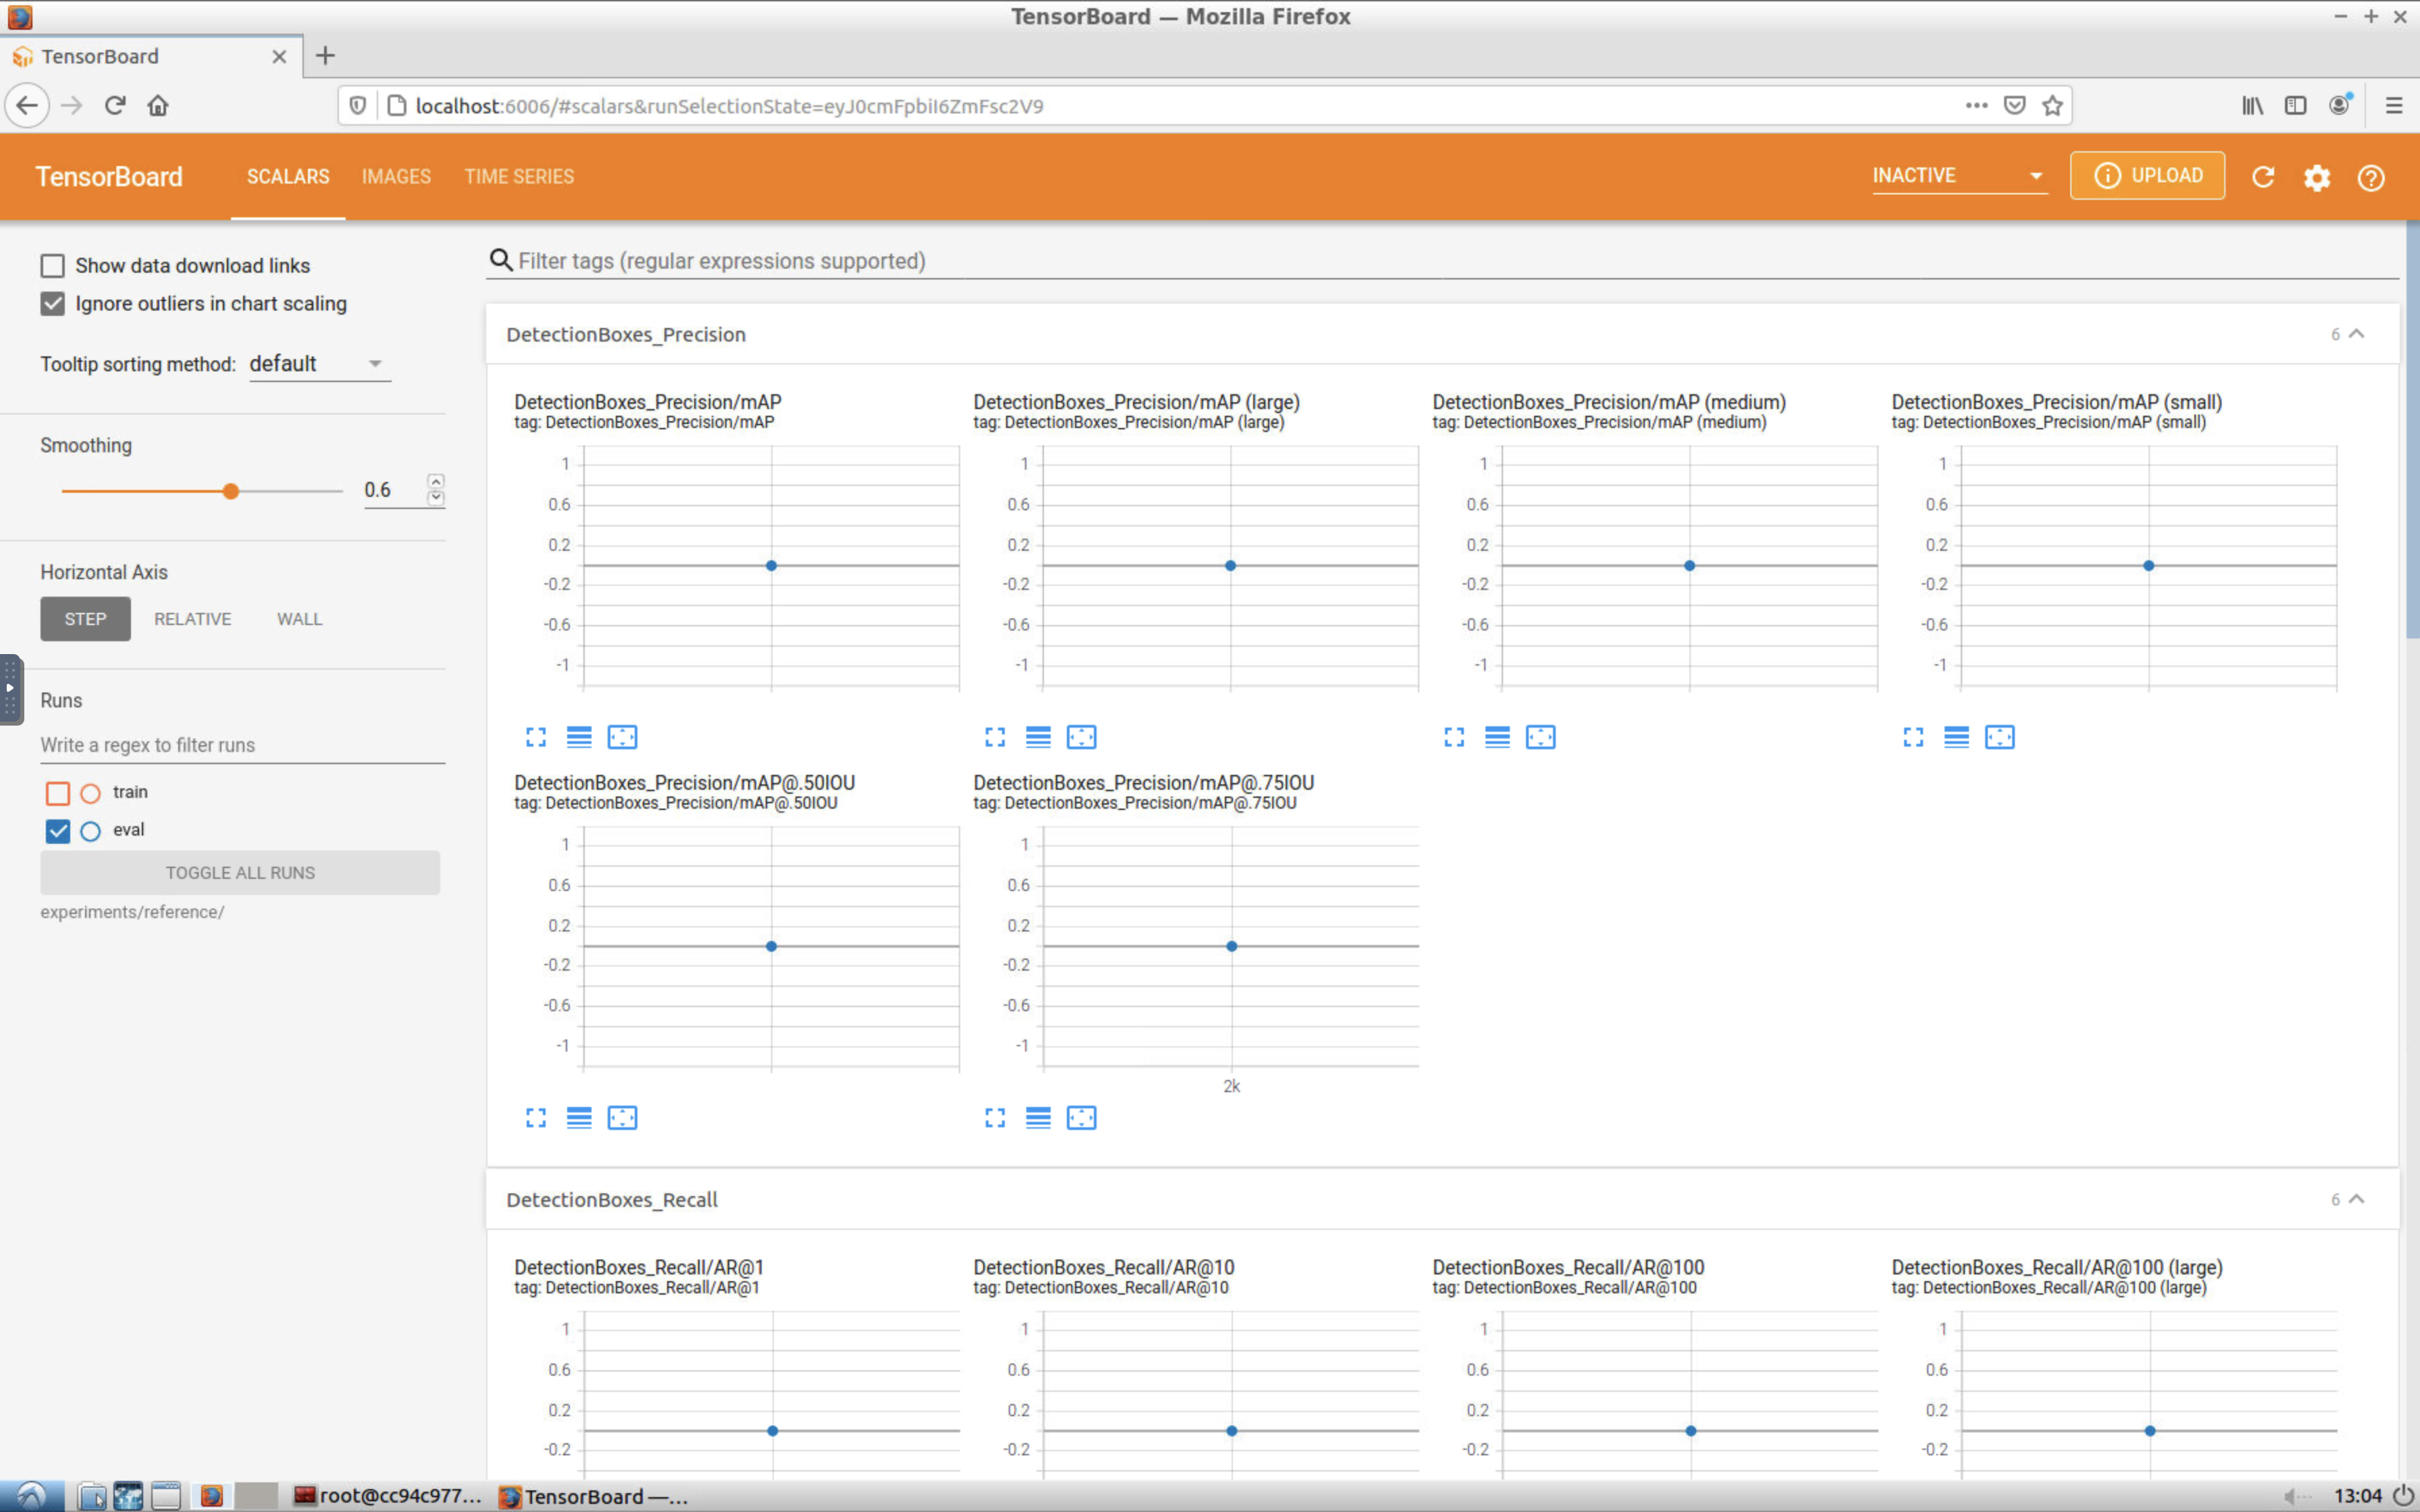 TensorBoard — Mozilla Firefox
TensorBoard
localhost:6006/#scalars&runSelectionState=eyJ0cmFpbiI6ZmFsc2V9
TensorBoard SCALARS IMAGES TIME SERIES INACTIVE UPLOAD
Show data download links
Ignore outliers in chart scaling
Tooltip sorting method: default
Smoothing
0.6
Horizontal Axis
STEP RELATIVE WALL
Runs
Write a regex to filter runs
train
eval
TOGGLE ALL RUNS
experiments/reference/
Filter tags (regular expressions supported)
DetectionBoxes_Precision 6
DetectionBoxes_Precision/mAP
tag: DetectionBoxes_Precision/mAP
1
0.6
0.2
-0.2
-0.6
-1
DetectionBoxes_Precision/mAP (large)
tag: DetectionBoxes_Precision/mAP (large)
1
0.6
0.2
-0.2
-0.6
-1
DetectionBoxes_Precision/mAP (medium)
tag: DetectionBoxes_Precision/mAP (medium)
1
0.6
0.2
-0.2
-0.6
-1
DetectionBoxes_Precision/mAP (small)
tag: DetectionBoxes_Precision/mAP (small)
1
0.6
0.2
-0.2
-0.6
-1
DetectionBoxes_Precision/mAP@.50IOU
tag: DetectionBoxes_Precision/mAP@.50IOU
1
0.6
0.2
-0.2
-0.6
-1
DetectionBoxes_Precision/mAP@.75IOU
tag: DetectionBoxes_Precision/mAP@.75IOU
1
0.6
0.2
-0.2
-0.6
-1
2k
DetectionBoxes_Recall 6
DetectionBoxes_Recall/AR@1
tag: DetectionBoxes_Recall/AR@1
1
0.6
0.2
-0.2
DetectionBoxes_Recall/AR@10
tag: DetectionBoxes_Recall/AR@10
1
0.6
0.2
-0.2
DetectionBoxes_Recall/AR@100
tag: DetectionBoxes_Recall/AR@100
1
0.6
0.2
-0.2
DetectionBoxes_Recall/AR@100 (large)
tag: DetectionBoxes_Recall/AR@100 (large)
1
0.6
0.2
-0.2
root@cc94c977... TensorBoard —... 13:04